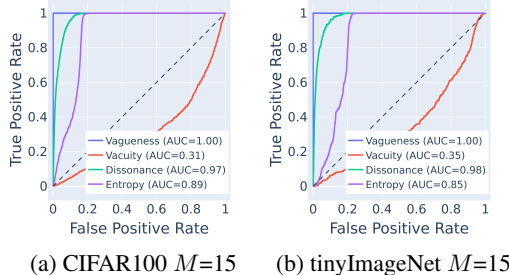 True Positive Rate
1
0.8
0.6
0.4
0.2
0
Vagueness (AUC=1.00)
Vacuity (AUC=0.31)
Dissonance (AUC=0.97)
Entropy (AUC=0.89)
0 0.2 0.4 0.6 0.8 1
False Positive Rate
(a) CIFAR100 M=15
True Positive Rate
1
0.8
0.6
0.4
0.2
0
Vagueness (AUC=1.00)
Vacuity (AUC=0.35)
Dissonance (AUC=0.98)
Entropy (AUC=0.85)
0 0.2 0.4 0.6 0.8 1
False Positive Rate
(b) tinyImageNet M=15